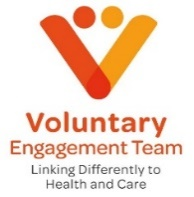 Voluntary
Engagement Team
Linking Differently to
Health and Care